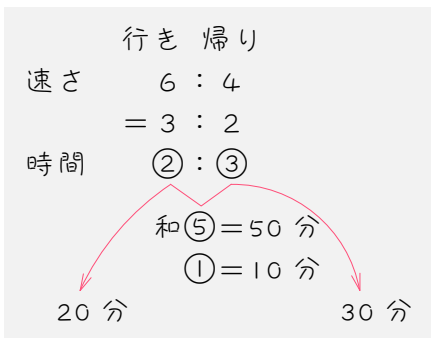 行き 帰り
速さ 6 : 4
= 3 : 2
時間 ② : ③
和⑤=50 分
①=10 分
20 分 30 分